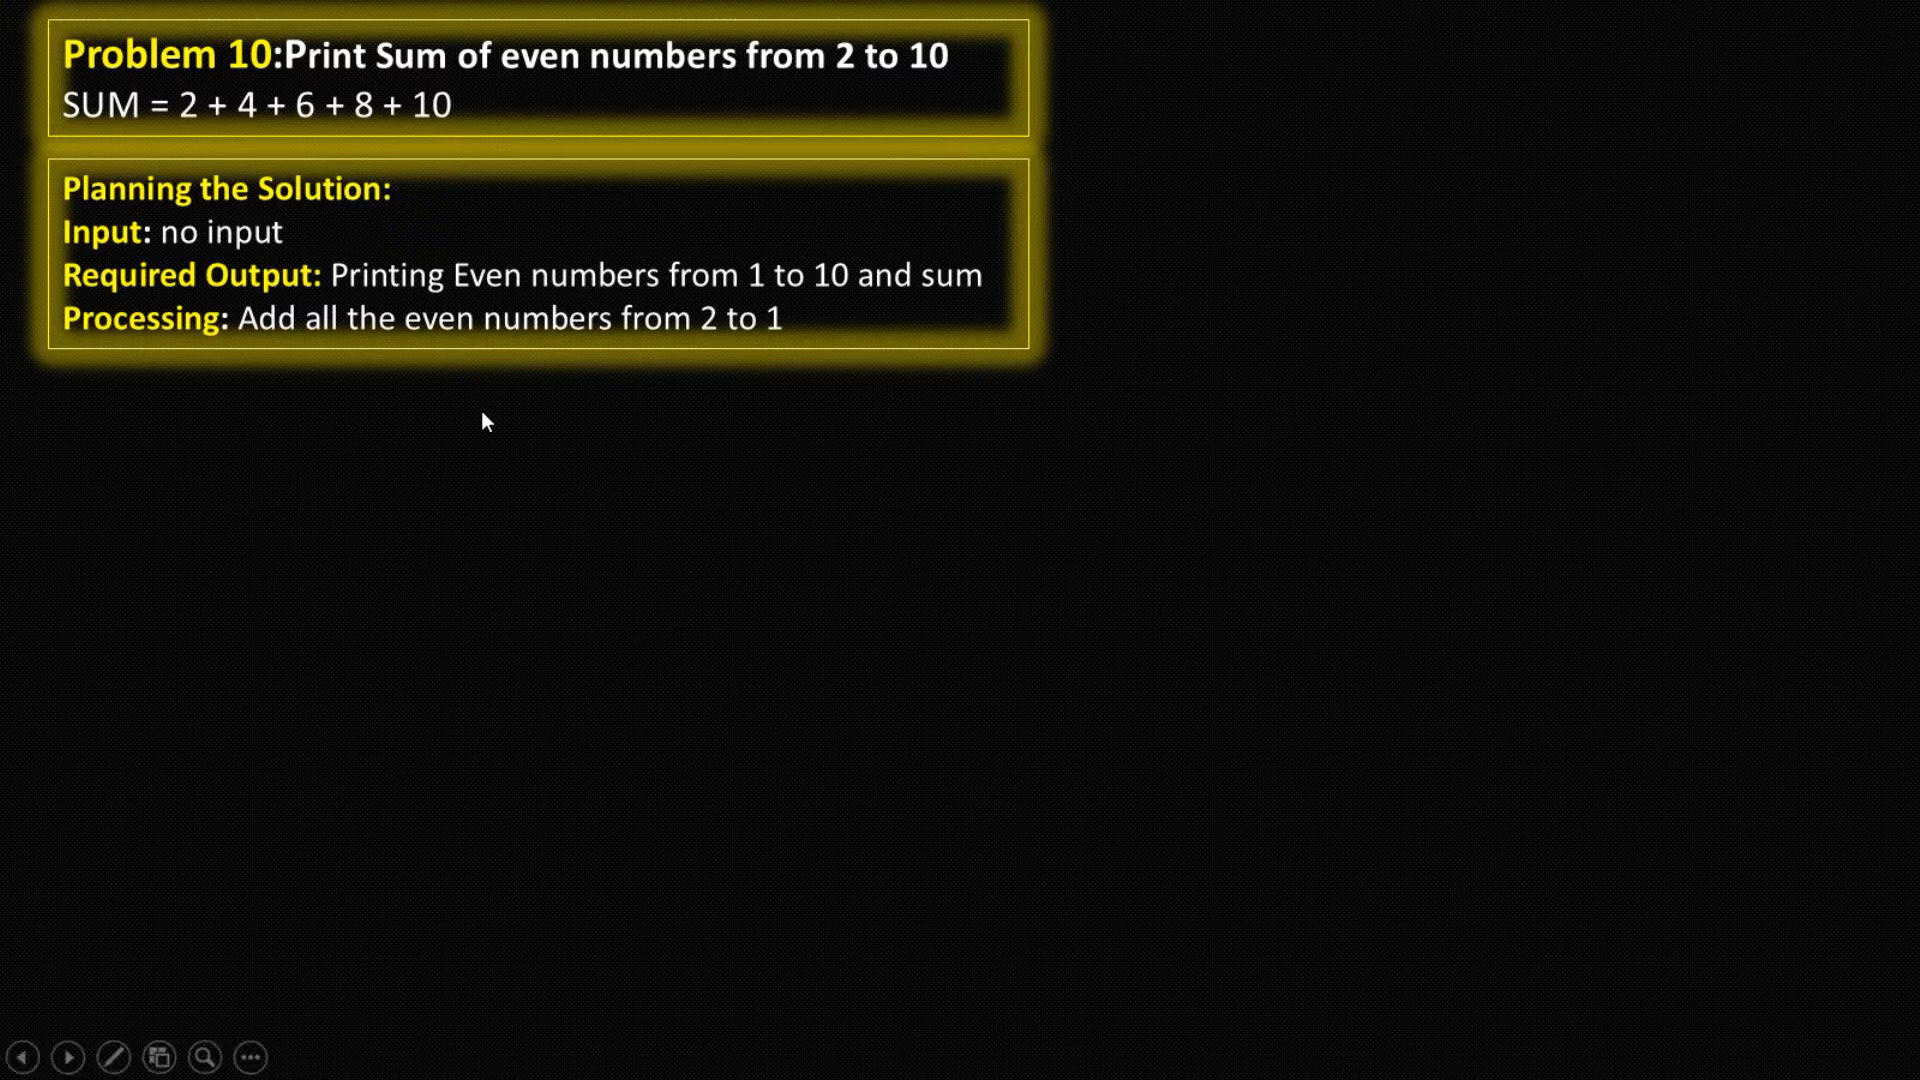 Problem 10:Print Sum of even numbers from 2 to 10
SUM = 2 + 4 + 6 + 8 + 10
Planning the Solution:
Input: no input
Required Output: Printing Even numbers from 1 to 10 and sum
Processing: Add all the even numbers from 2 to 1